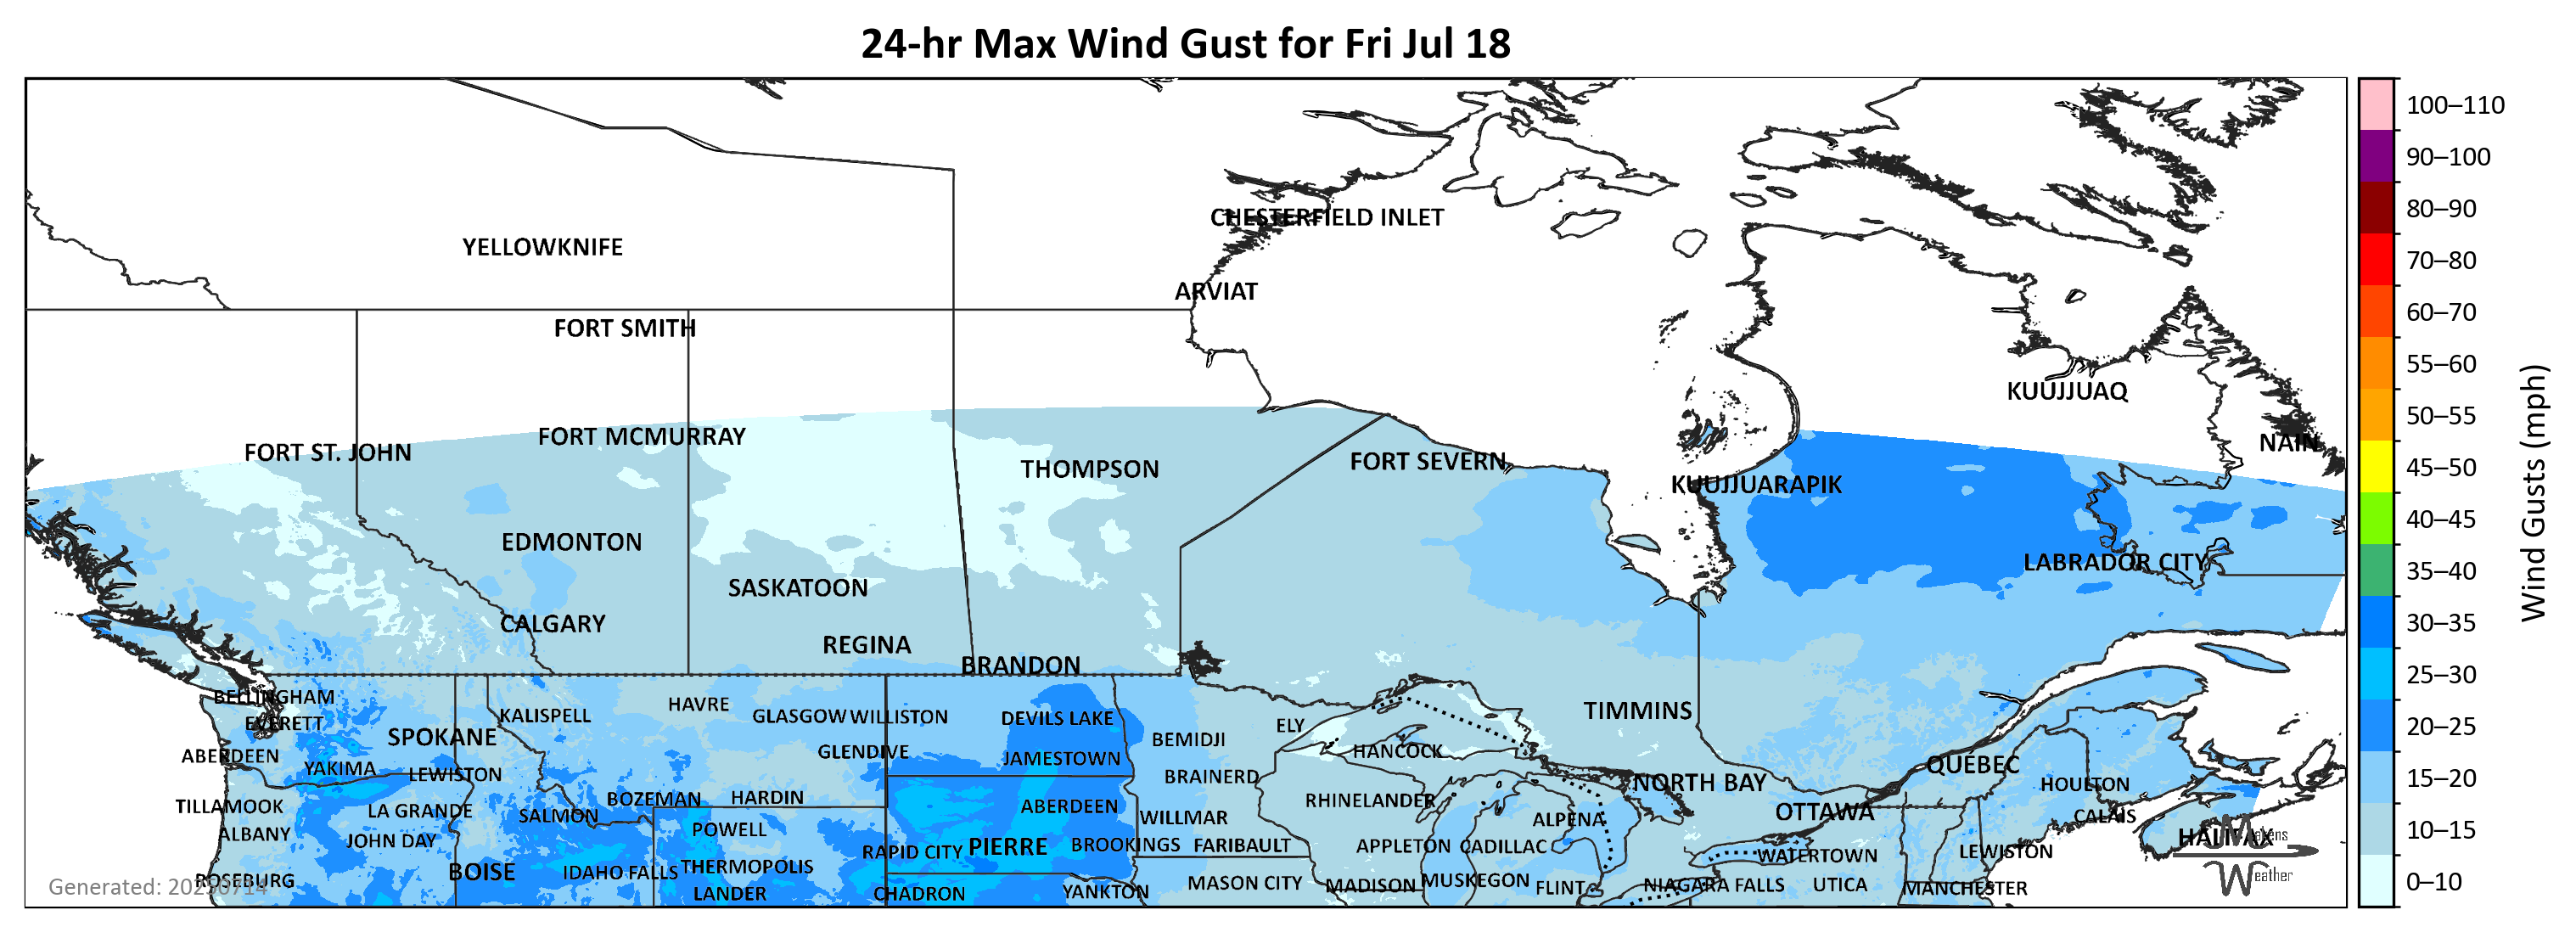 24-hr Max Wind Gust for Fri Jul 18
100–110
90–100
80–90
70–80
60–70
55–60
50–55
45–50
40–45
35–40
30–35
25–30
20–25
15–20
10–15
0–10
Wind Gusts (mph)
CHESTERFIELD INLET
YELLOWKNIFE
ARVIAT
FORT SMITH
KUUJJUAQ
FORT MCMURRAY
NAIN
FORT ST. JOHN
FORT SEVERN
THOMPSON
KUUJJUARAPIK
EDMONTON
LABRADOR CITY
SASKATOON
CALGARY
REGINA
BRANDON
BELLINGHAM
HAVRE
TIMMINS
KALISPELL
GLASGOW
WILLISTON
DEVILS LAKE
EVERETT
ELY
SPOKANE
BEMIDJI
GLENDIVE
HANCOCK
ABERDEEN
JAMESTOWN
QUÉBEC
YAKIMA
LEWISTON
BRAINERD
NORTH BAY
HOULTON
BOZEMAN
HARDIN
RHINELANDER
TILLAMOOK
LA GRANDE
ABERDEEN
OTTAWA
SALMON
WILLMAR
ALPENA
CALAIS
ALBANY
POWELL
HALIFAX
JOHN DAY
PIERRE
BROOKINGS
FARIBAULT
APPLETON
CADILLAC
RAPID CITY
WATERTOWN
LEWISTON
THERMOPOLIS
BOISE
IDAHO FALLS
ROSEBURG
MASON CITY
MADISON
MUSKEGON
FLINT
NIAGARA FALLS
UTICA
MANCHESTER
LANDER
CHADRON
YANKTON
Makens
Weather
Generated: 20250714